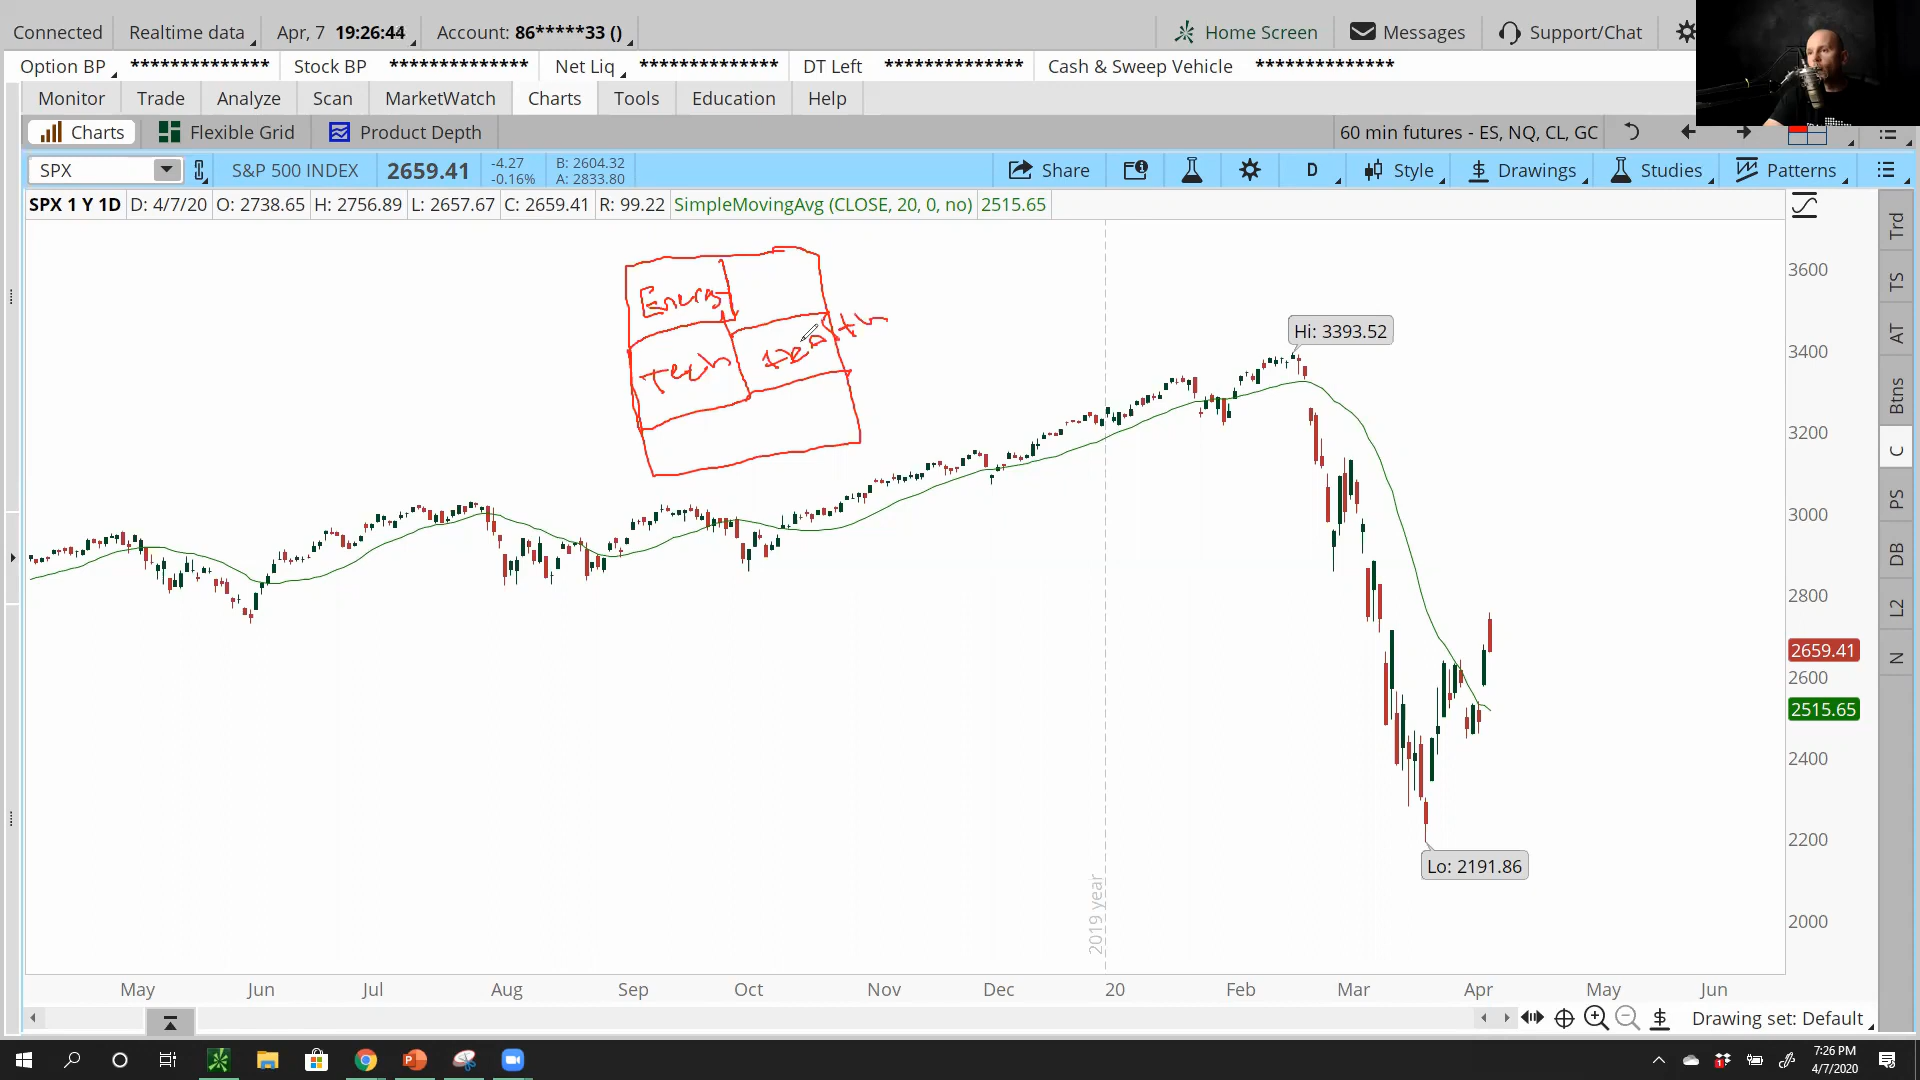 Connected Realtime data Apr, 7 19:26:44 Account: 86*****33 () Home Screen Messages Support/Chat
Option BP ************** Stock BP ************** Net Liq ************** DT Left ************** Cash & Sweep Vehicle **************
Monitor Trade Analyze Scan MarketWatch Charts Tools Education Help
Charts Flexible Grid Product Depth 60 min futures - ES, NQ, CL, GC
SPX S&P 500 INDEX 2659.41 -4.27 B: 2604.32 Share D Style Drawings Studies Patterns
-0.16% A: 2833.80
SPX 1 Y 1D D: 4/7/20 O: 2738.65 H: 2756.89 L: 2657.67 C: 2659.41 R: 99.22 SimpleMovingAvg (CLOSE, 20, 0, no) 2515.65
Trd
TS
AT
Btns
C
PS
DB
L2
N
Energy
Tech Health
Hi: 3393.52
Lo: 2191.86
3600
3400
3200
3000
2800
2659.41
2600
2515.65
2400
2200
2000
2019 year
May Jun Jul Aug Sep Oct Nov Dec 20 Feb Mar Apr May Jun
Drawing set: Default
7:26 PM
4/7/2020